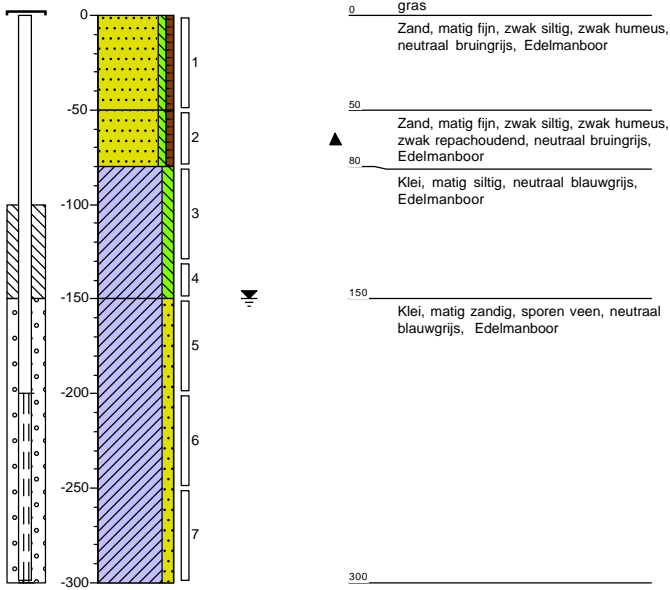 0
-50
-100
-150
-200
-250
-300
1
2
3
4
5
6
7
0
gras
Zand, matig fijn, zwak siltig, zwak humeus,
neutraal bruingrijs, Edelmanboor
50
Zand, matig fijn, zwak siltig, zwak humeus,
zwak repachoudend, neutraal bruingrijs,
Edelmanboor
80
Klei, matig siltig, neutraal blauwgrijs,
Edelmanboor
150
Klei, matig zandig, sporen veen, neutraal
blauwgrijs, Edelmanboor
300